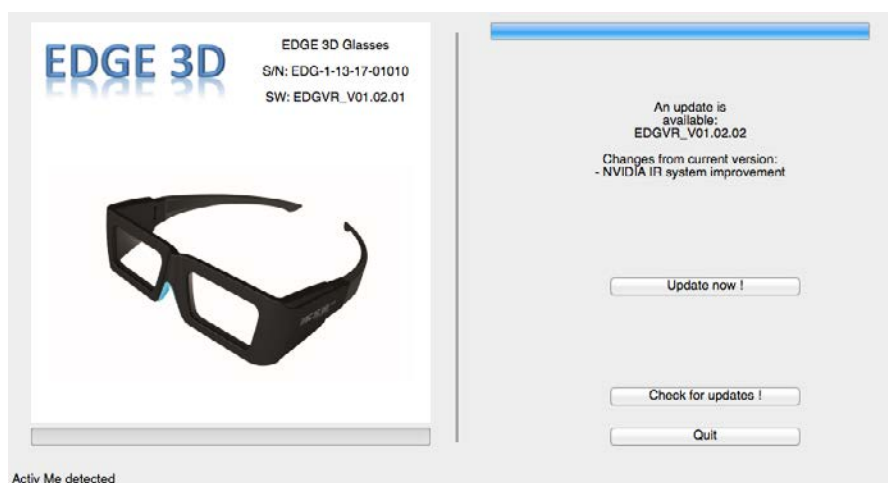 EDGE 3D
EDGE 3D Glasses
S/N: EDG-1-13-17-01010
SW: EDGVR_V01.02.01
An update is
available:
EDGVR_V01.02.02
Changes from current version:
- NVIDIA IR system improvement
Update now !
Check for updates !
Quit
Activ Me detected